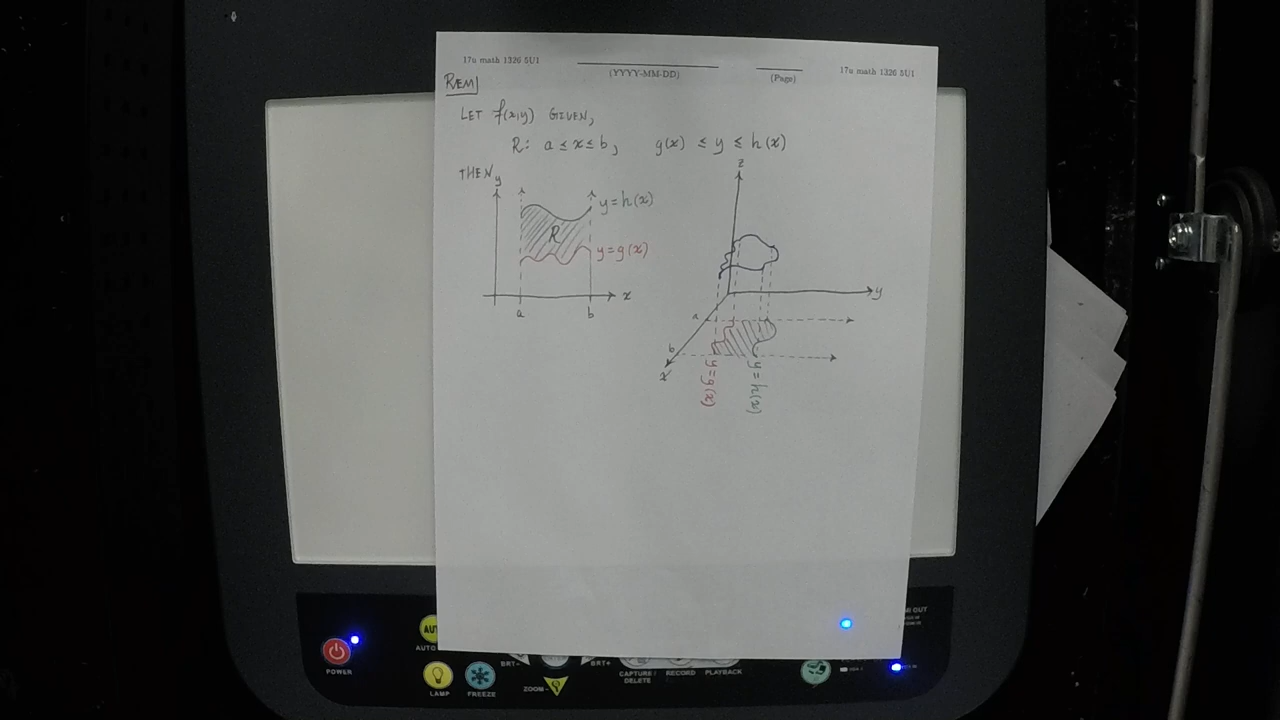 17u math 1326 5U1 (YYYY-MM-DD) (Page) 17u math 1326 5U1
REM
LET f(x,y) GIVEN,
R: a ≤ x ≤ b, g(x) ≤ y ≤ h(x)
THEN,
y
y = h(x)
R
y = g(x)
x
a
b
z
y
a
b
x
y = g(x)
y = h(x)
POWER
AUTO
LAMP
FREEZE
BRT-
BRT+
ZOOM
CAPTURE /
DELETE
RECORD
PLAYBACK